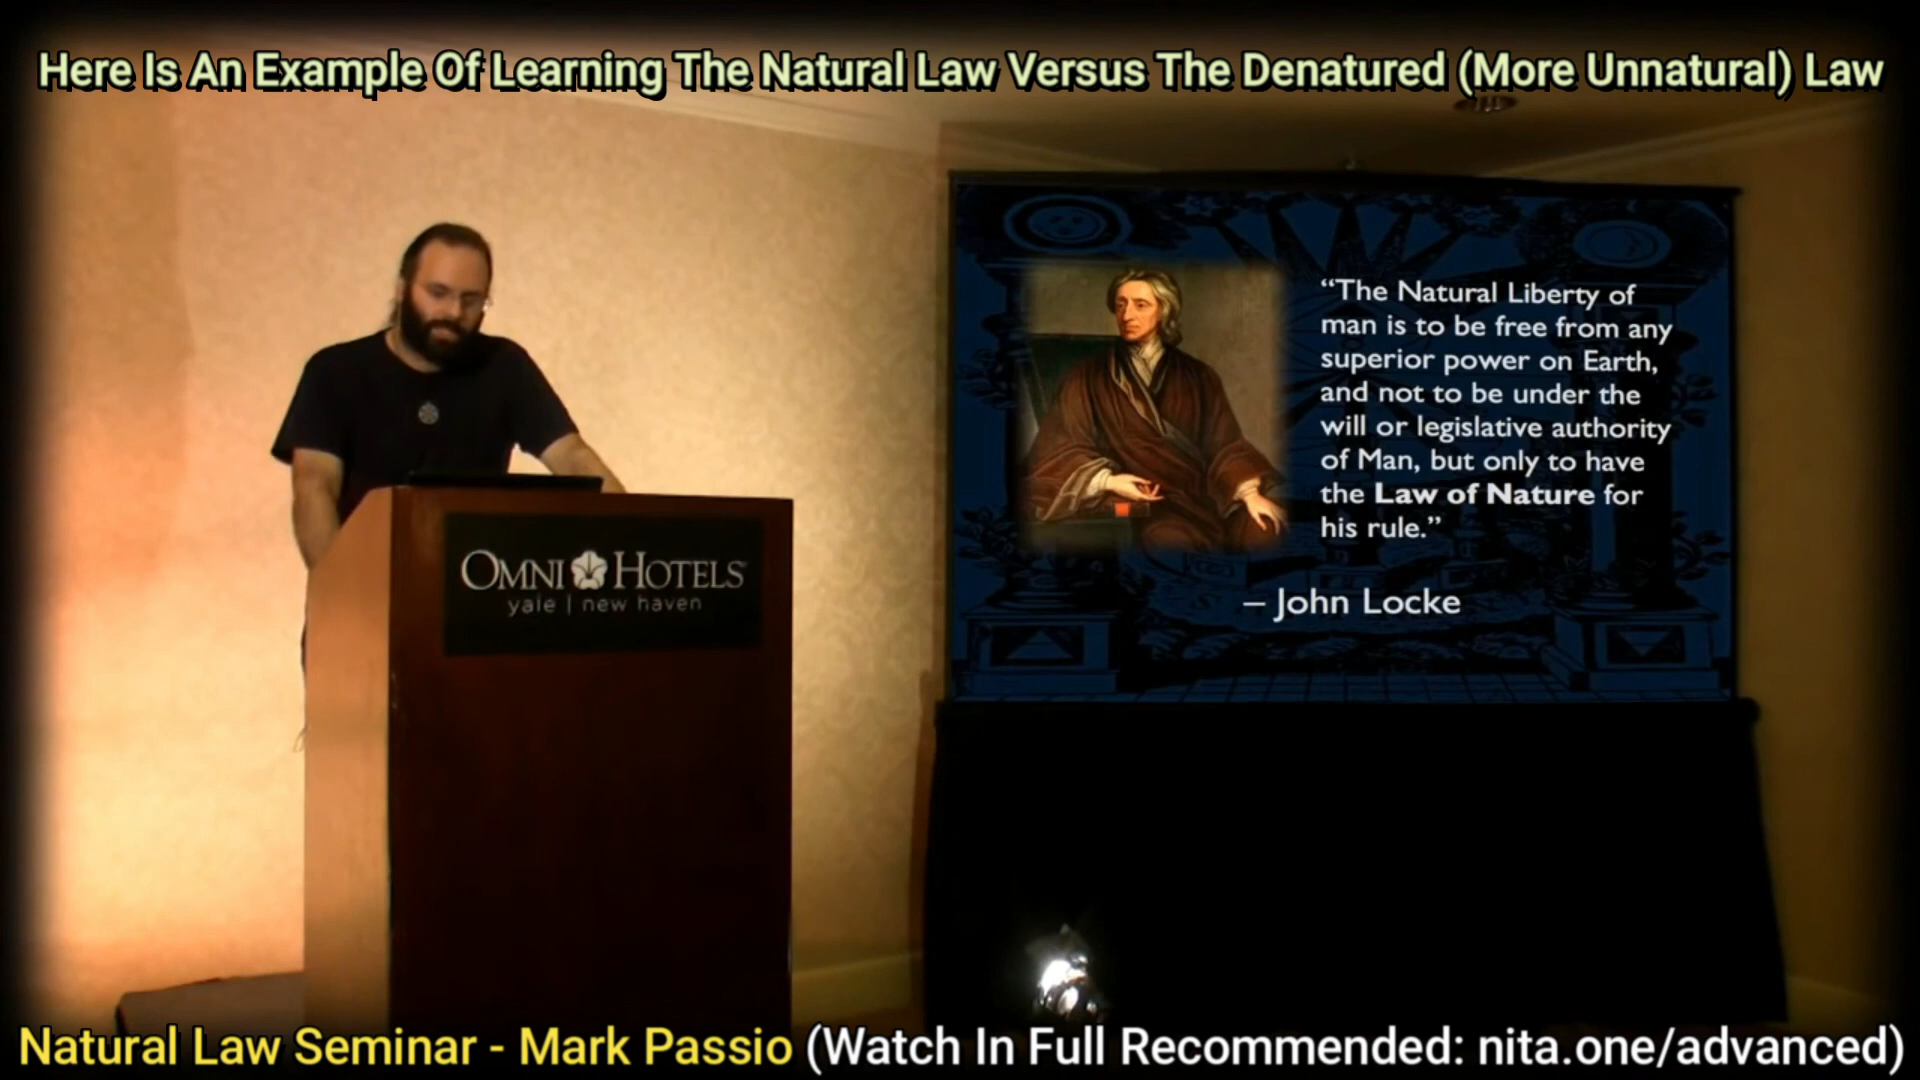 Here Is An Example Of Learning The Natural Law Versus The Denatured (More Unnatural) Law
“The Natural Liberty of
man is to be free from any
superior power on Earth,
and not to be under the
will or legislative authority
of Man, but only to have
the Law of Nature for
his rule.”
– John Locke
OMNI HOTELS
yale | new haven
Natural Law Seminar - Mark Passio (Watch In Full Recommended: nita.one/advanced)